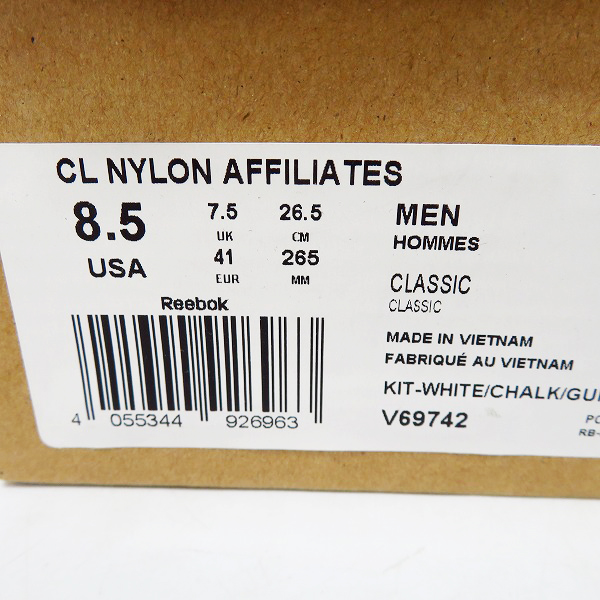 CL NYLON AFFILIATES
8.5
USA
7.5 26.5
UK CM
41 265
EUR MM
Reebok
4 055344 926963
MEN
HOMMES
CLASSIC
CLASSIC
MADE IN VIETNAM
FABRIQUÉ AU VIETNAM
KIT-WHITE/CHALK/GU
V69742